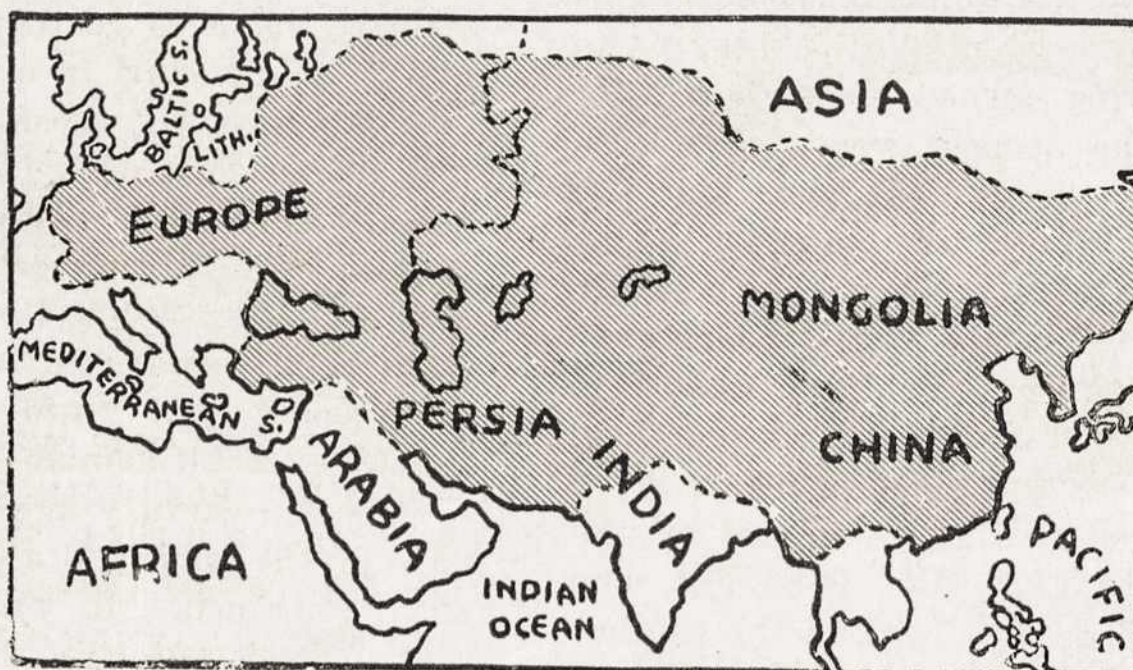 BALTIC S.
LITH.
ASIA
EUROPE
MONGOLIA
MEDITERRANEAN S.
PERSIA
CHINA
ARABIA
INDIA
AFRICA
INDIAN
OCEAN
PACIFIC